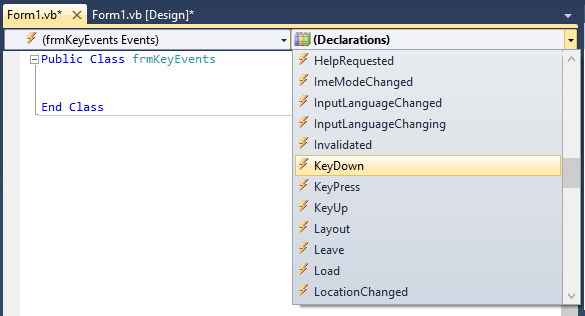 Form1.vb* Form1.vb [Design]*
(frmKeyEvents Events) (Declarations)
Public Class frmKeyEvents
End Class
HelpRequested
ImeModeChanged
InputLanguageChanged
InputLanguageChanging
Invalidated
KeyDown
KeyPress
KeyUp
Layout
Leave
Load
LocationChanged